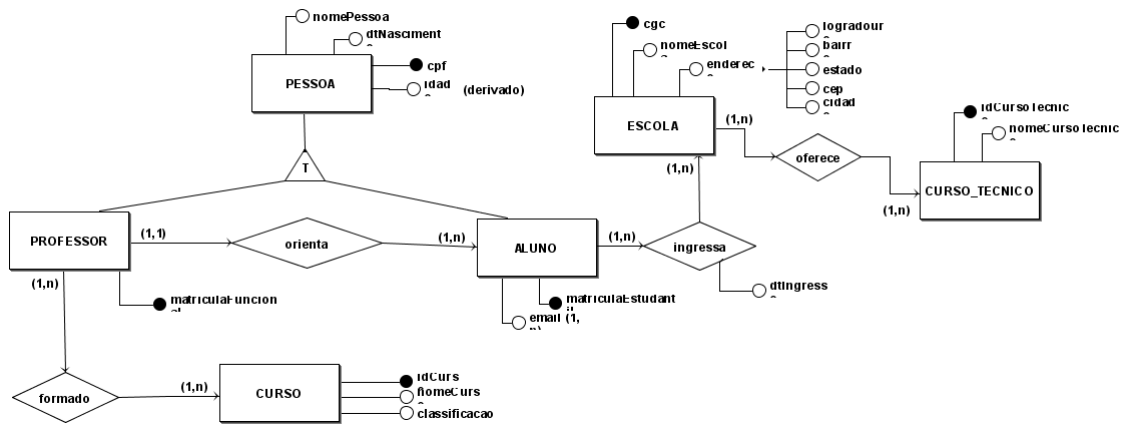 nomePessoa
dtNasciment
cpf
idad
(derivado)
PESSOA
T
cgc
nomeEscol
enderec
logradour
bairr
estado
cep
cidad
ESCOLA
(1,n)
oferece
(1,n)
idCursoTecnic
nomeCursoTecnic
CURSO_TECNICO
(1,n)
PROFESSOR
(1,1)
orienta
(1,n)
ALUNO
(1,n)
ingressa
dtIngress
(1,n)
matriculaFuncion
matriculaEstudant
email (1,
n)
formado
(1,n)
CURSO
idCurs
nomeCurs
classificacao